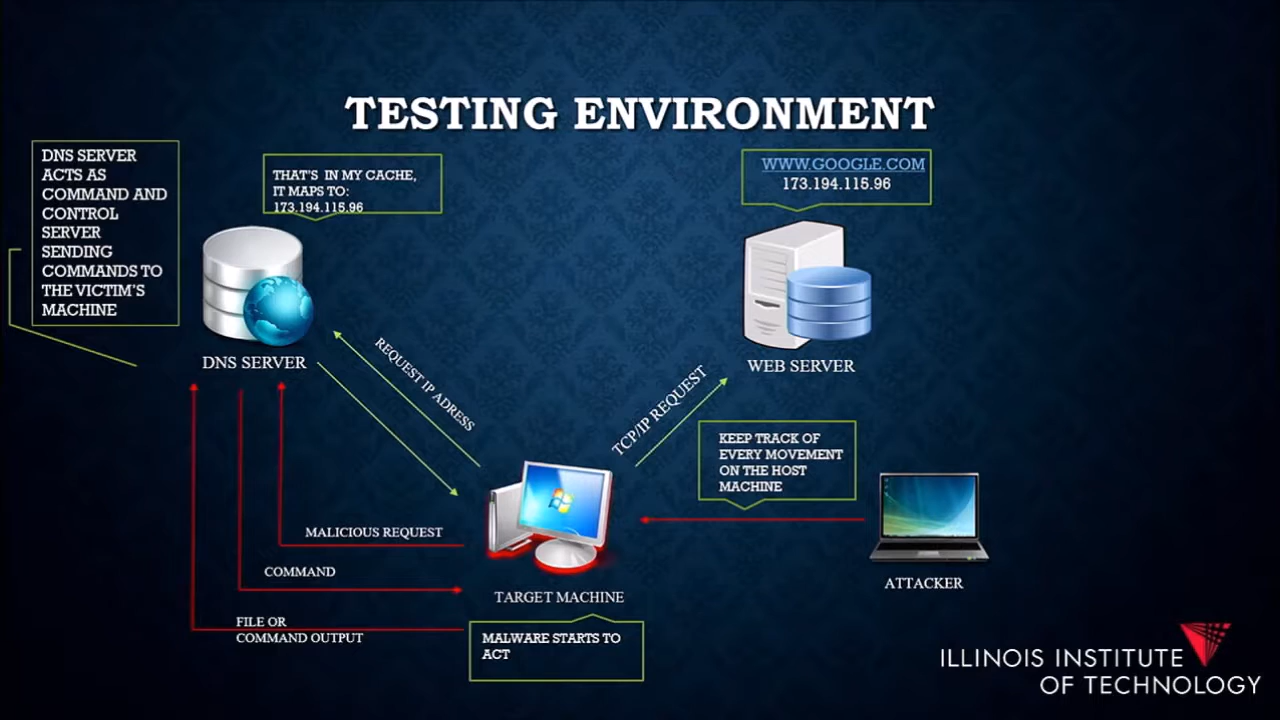 TESTING ENVIRONMENT
DNS SERVER
ACTS AS
COMMAND AND
CONTROL
SERVER
SENDING
COMMANDS TO
THE VICTIM'S
MACHINE
THAT'S IN MY CACHE,
IT MAPS TO:
173.194.115.96
WWW.GOOGLE.COM
173.194.115.96
DNS SERVER
WEB SERVER
REQUEST IP ADRESS
TCP/IP REQUEST
KEEP TRACK OF
EVERY MOVEMENT
ON THE HOST
MACHINE
MALICIOUS REQUEST
COMMAND
FILE OR
COMMAND OUTPUT
TARGET MACHINE
ATTACKER
MALWARE STARTS TO
ACT
ILLINOIS INSTITUTE
OF TECHNOLOGY